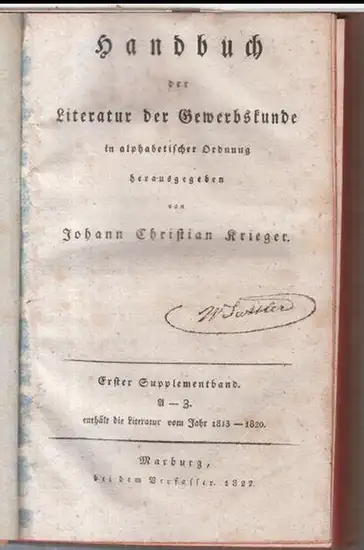 Handbuch
der
Literatur der Gewerbskunde
in alphabetischer Ordnung
herausgegeben
von
Johann Christian Krieger.
Erster Supplementband.
A — Z.
enthält die Literatur vom Jahr 1813 — 1820.
Marburg,
bei dem Verfasser. 1822.